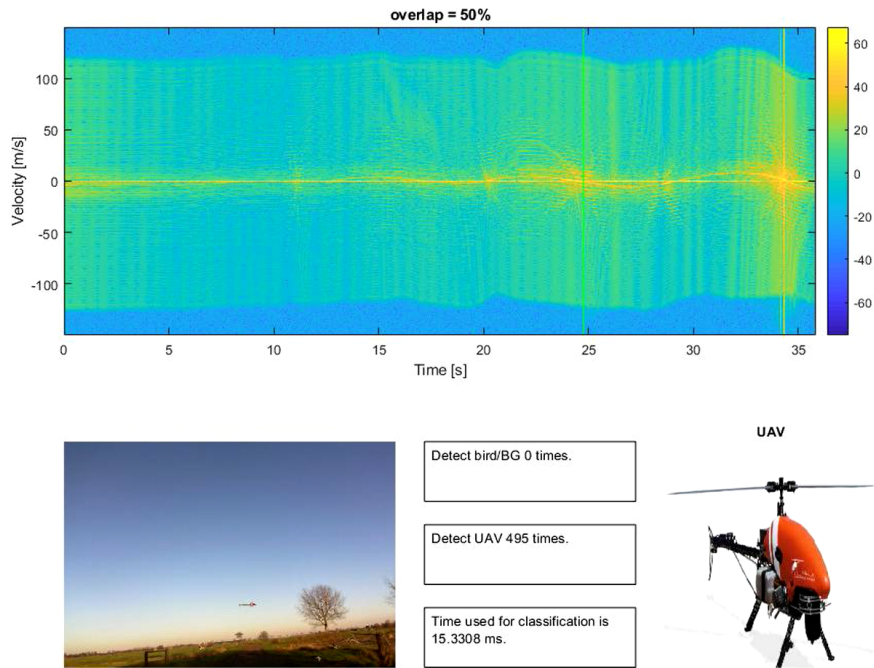 overlap = 50%
Velocity [m/s]
100
50
0
-50
-100
0 5 10 15 20 25 30 35
Time [s]
60
40
20
0
-20
-40
-60
Detect bird/BG 0 times.
Detect UAV 495 times.
Time used for classification is
15.3308 ms.
UAV